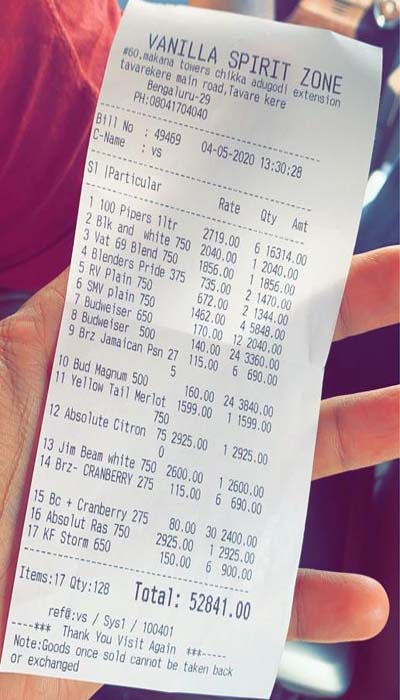 VANILLA SPIRIT ZONE
#60,makana towers chikka adugodi extension
tavarekere main road,Tavare kere
Bengaluru-29
PH:08041704040
Bill No : 49469 04-05-2020 13:30:28
C-Name : vs
Sl |Particular Rate Qty Amt
1 100 Pipers 1ltr 2719.00 6 16314.00
2 Blk and white 750 2040.00 1 2040.00
3 Vat 69 Blend 750 1856.00 1 1856.00
4 Blenders Pride 375 735.00 2 1470.00
5 RV Plain 750 672.00 2 1344.00
6 SMV plain 750 1462.00 4 5848.00
7 Budweiser 650 170.00 12 2040.00
8 Budweiser 500 140.00 24 3360.00
9 Brz Jamaican Psn 27 115.00 6 690.00
5
10 Bud Magnum 500 160.00 24 3840.00
11 Yellow Tail Merlot 1599.00 1 1599.00
750
12 Absolute Citron 75 2925.00 1 2925.00
0
13 Jim Beam white 750 2600.00 1 2600.00
14 Brz- CRANBERRY 275 115.00 6 690.00
15 Bc + Cranberry 275 80.00 30 2400.00
16 Absolut Ras 750 2925.00 1 2925.00
17 KF Storm 650 150.00 6 900.00
Items:17 Qty:128 Total: 52841.00
ref@:vs / Sys1 / 100401
----*** Thank You Visit Again ***-----
Note:Goods once sold cannot be taken back
or exchanged